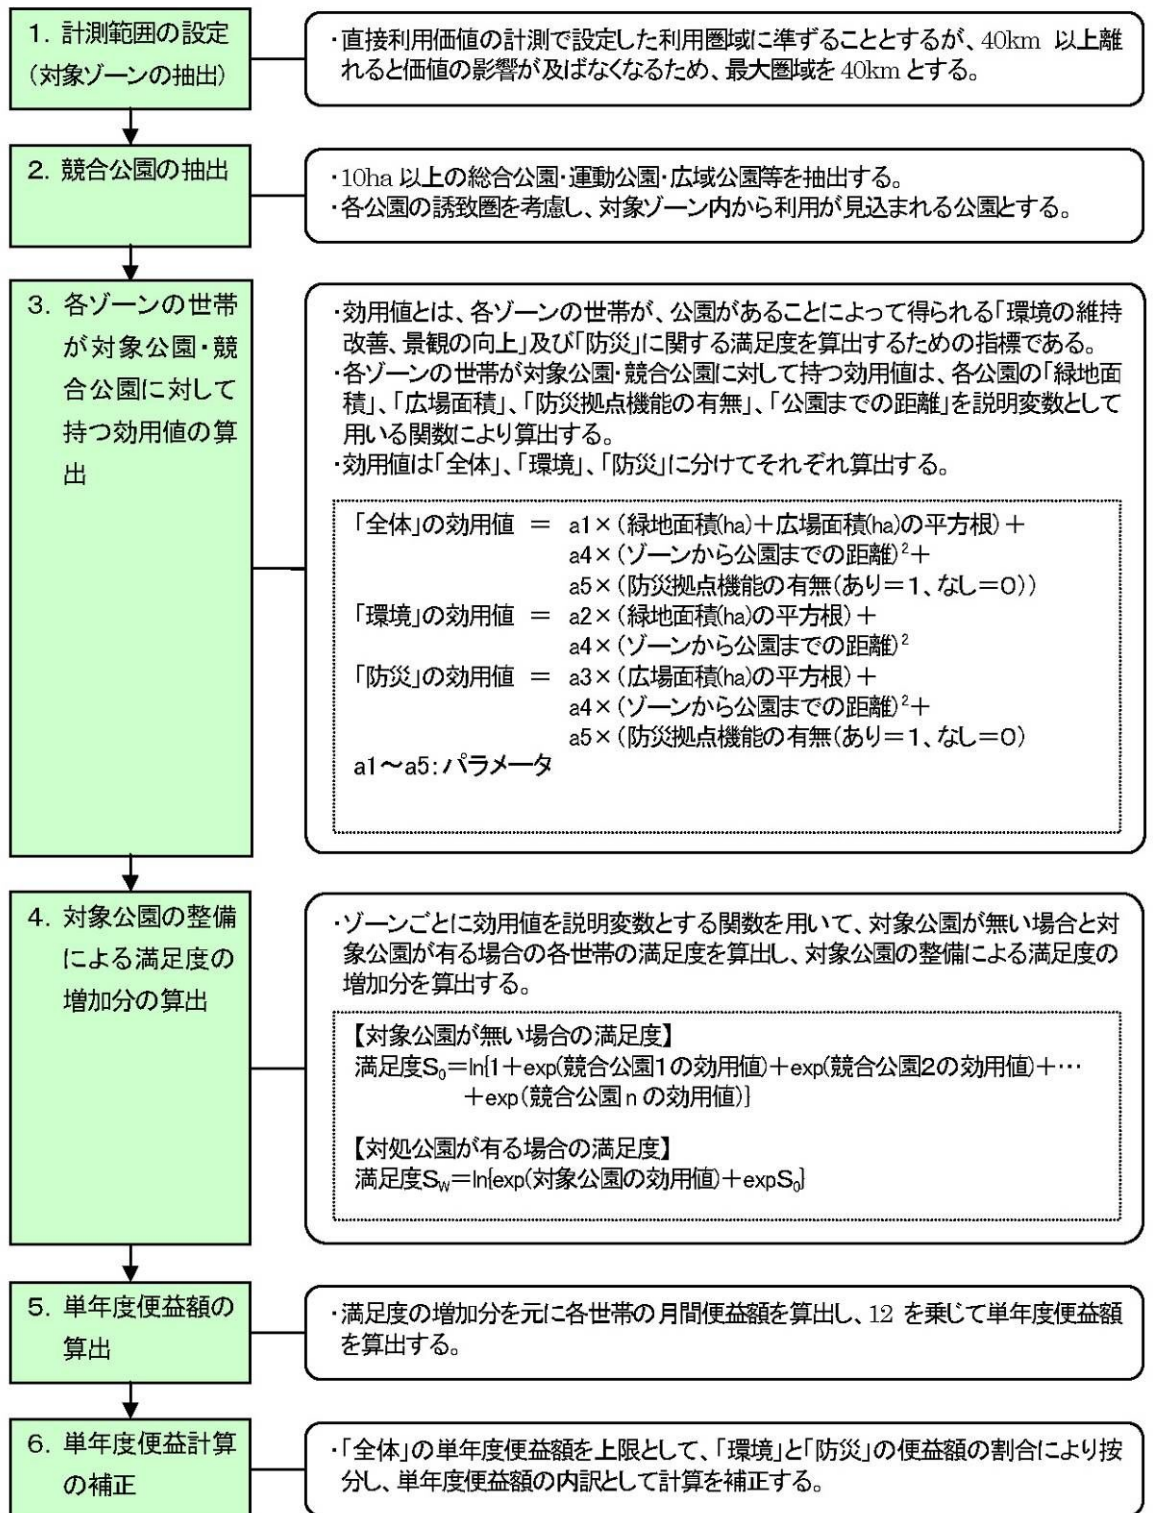 1. 計測範囲の設定
（対象ゾーンの抽出）
・直接利用価値の計測で設定した利用圏域に準ずることとするが、40km 以上離
れると価値の影響が及ばなくなるため、最大圏域を 40km とする。
2. 競合公園の抽出
・10ha 以上の総合公園・運動公園・広域公園等を抽出する。
・各公園の誘致圏を考慮し、対象ゾーン内から利用が見込まれる公園とする。
3. 各ゾーンの世帯
が対象公園・競
合公園に対して
持つ効用値の算
出
・効用値とは、各ゾーンの世帯が、公園があることによって得られる「環境の維持
改善、景観の向上」及び「防災」に関する満足度を算出するための指標である。
・各ゾーンの世帯が対象公園・競合公園に対して持つ効用値は、各公園の「緑地面
積」、「広場面積」、「防災拠点機能の有無」、「公園までの距離」を説明変数として
用いる関数により算出する。
・効用値は「全体」、「環境」、「防災」に分けてそれぞれ算出する。
「全体」の効用値 ＝ a1×（緑地面積(ha)＋広場面積(ha)の平方根）＋
a4×（ゾーンから公園までの距離）²＋
a5×（防災拠点機能の有無（あり＝１、なし＝０））
「環境」の効用値 ＝ a2×（緑地面積(ha)の平方根）＋
a4×（ゾーンから公園までの距離）²
「防災」の効用値 ＝ a3×（広場面積(ha)の平方根）＋
a4×（ゾーンから公園までの距離）²＋
a5×（防災拠点機能の有無（あり＝１、なし＝０）
a1～a5：パラメータ
4. 対象公園の整備
による満足度の
増加分の算出
・ゾーンごとに効用値を説明変数とする関数を用いて、対象公園が無い場合と対
象公園が有る場合の各世帯の満足度を算出し、対象公園の整備による満足度の
増加分を算出する。
【対象公園が無い場合の満足度】
満足度S₀＝ln{1＋exp（競合公園１の効用値）＋exp（競合公園２の効用値）＋…
＋exp（競合公園 n の効用値）}
【対処公園が有る場合の満足度】
満足度Sw＝ln{exp（対象公園の効用値）＋expS₀}
5. 単年度便益額の
算出
・満足度の増加分を元に各世帯の月間便益額を算出し、12 を乗じて単年度便益額
を算出する。
6. 単年度便益計算
の補正
・「全体」の単年度便益額を上限として、「環境」と「防災」の便益額の割合により按
分し、単年度便益額の内訳として計算を補正する。